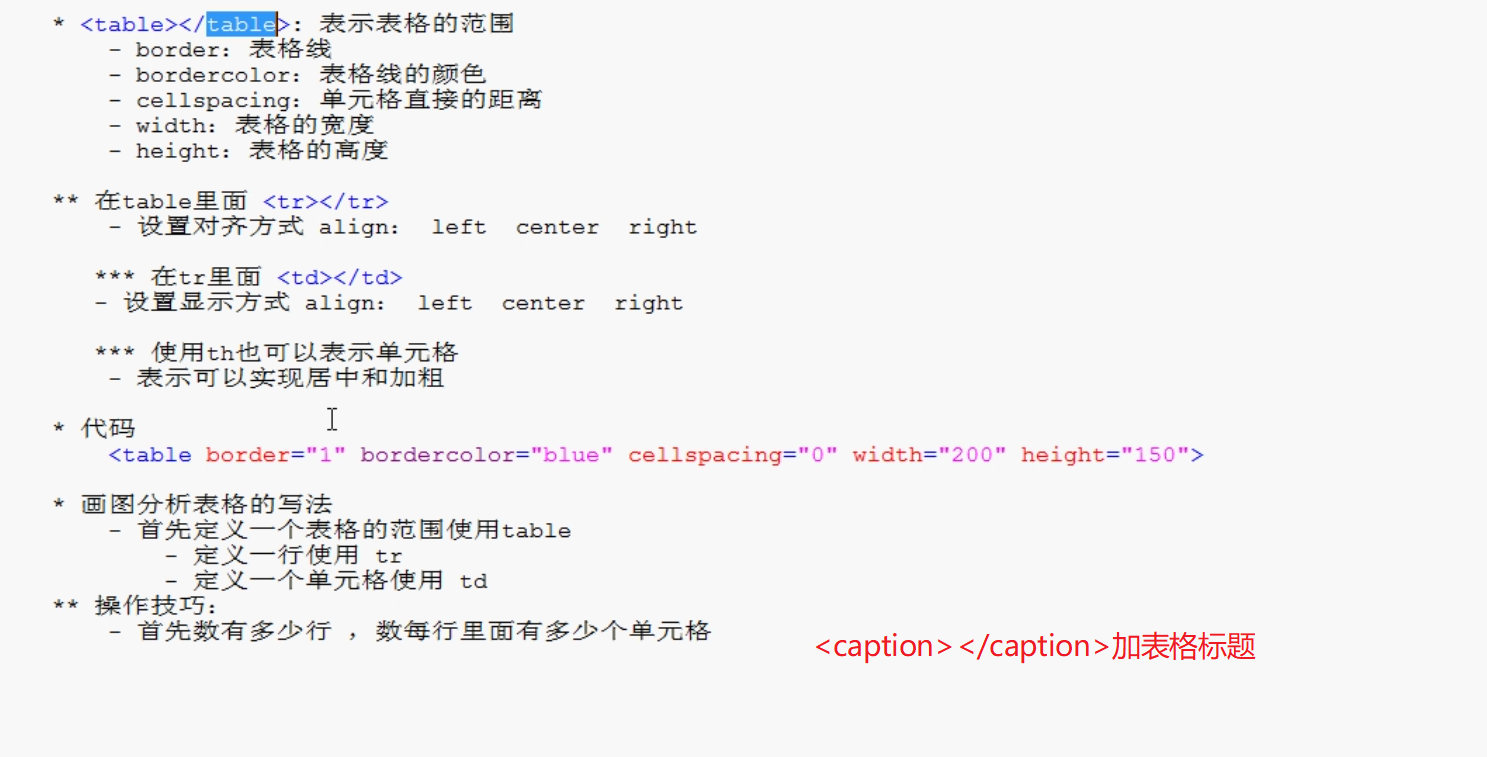 * <table></table>: 表示表格的范围
- border: 表格线
- bordercolor: 表格线的颜色
- cellspacing: 单元格直接的距离
- width: 表格的宽度
- height: 表格的高度
** 在table里面 <tr></tr>
- 设置对齐方式 align: left center right
*** 在tr里面 <td></td>
- 设置显示方式 align: left center right
*** 使用th也可以表示单元格
- 表示可以实现居中和加粗
* 代码
<table border="1" bordercolor="blue" cellspacing="0" width="200" height="150">
* 画图分析表格的写法
- 首先定义一个表格的范围使用table
- 定义一行使用 tr
- 定义一个单元格使用 td
** 操作技巧:
- 首先数有多少行 ，数每行里面有多少个单元格
<caption></caption>加表格标题